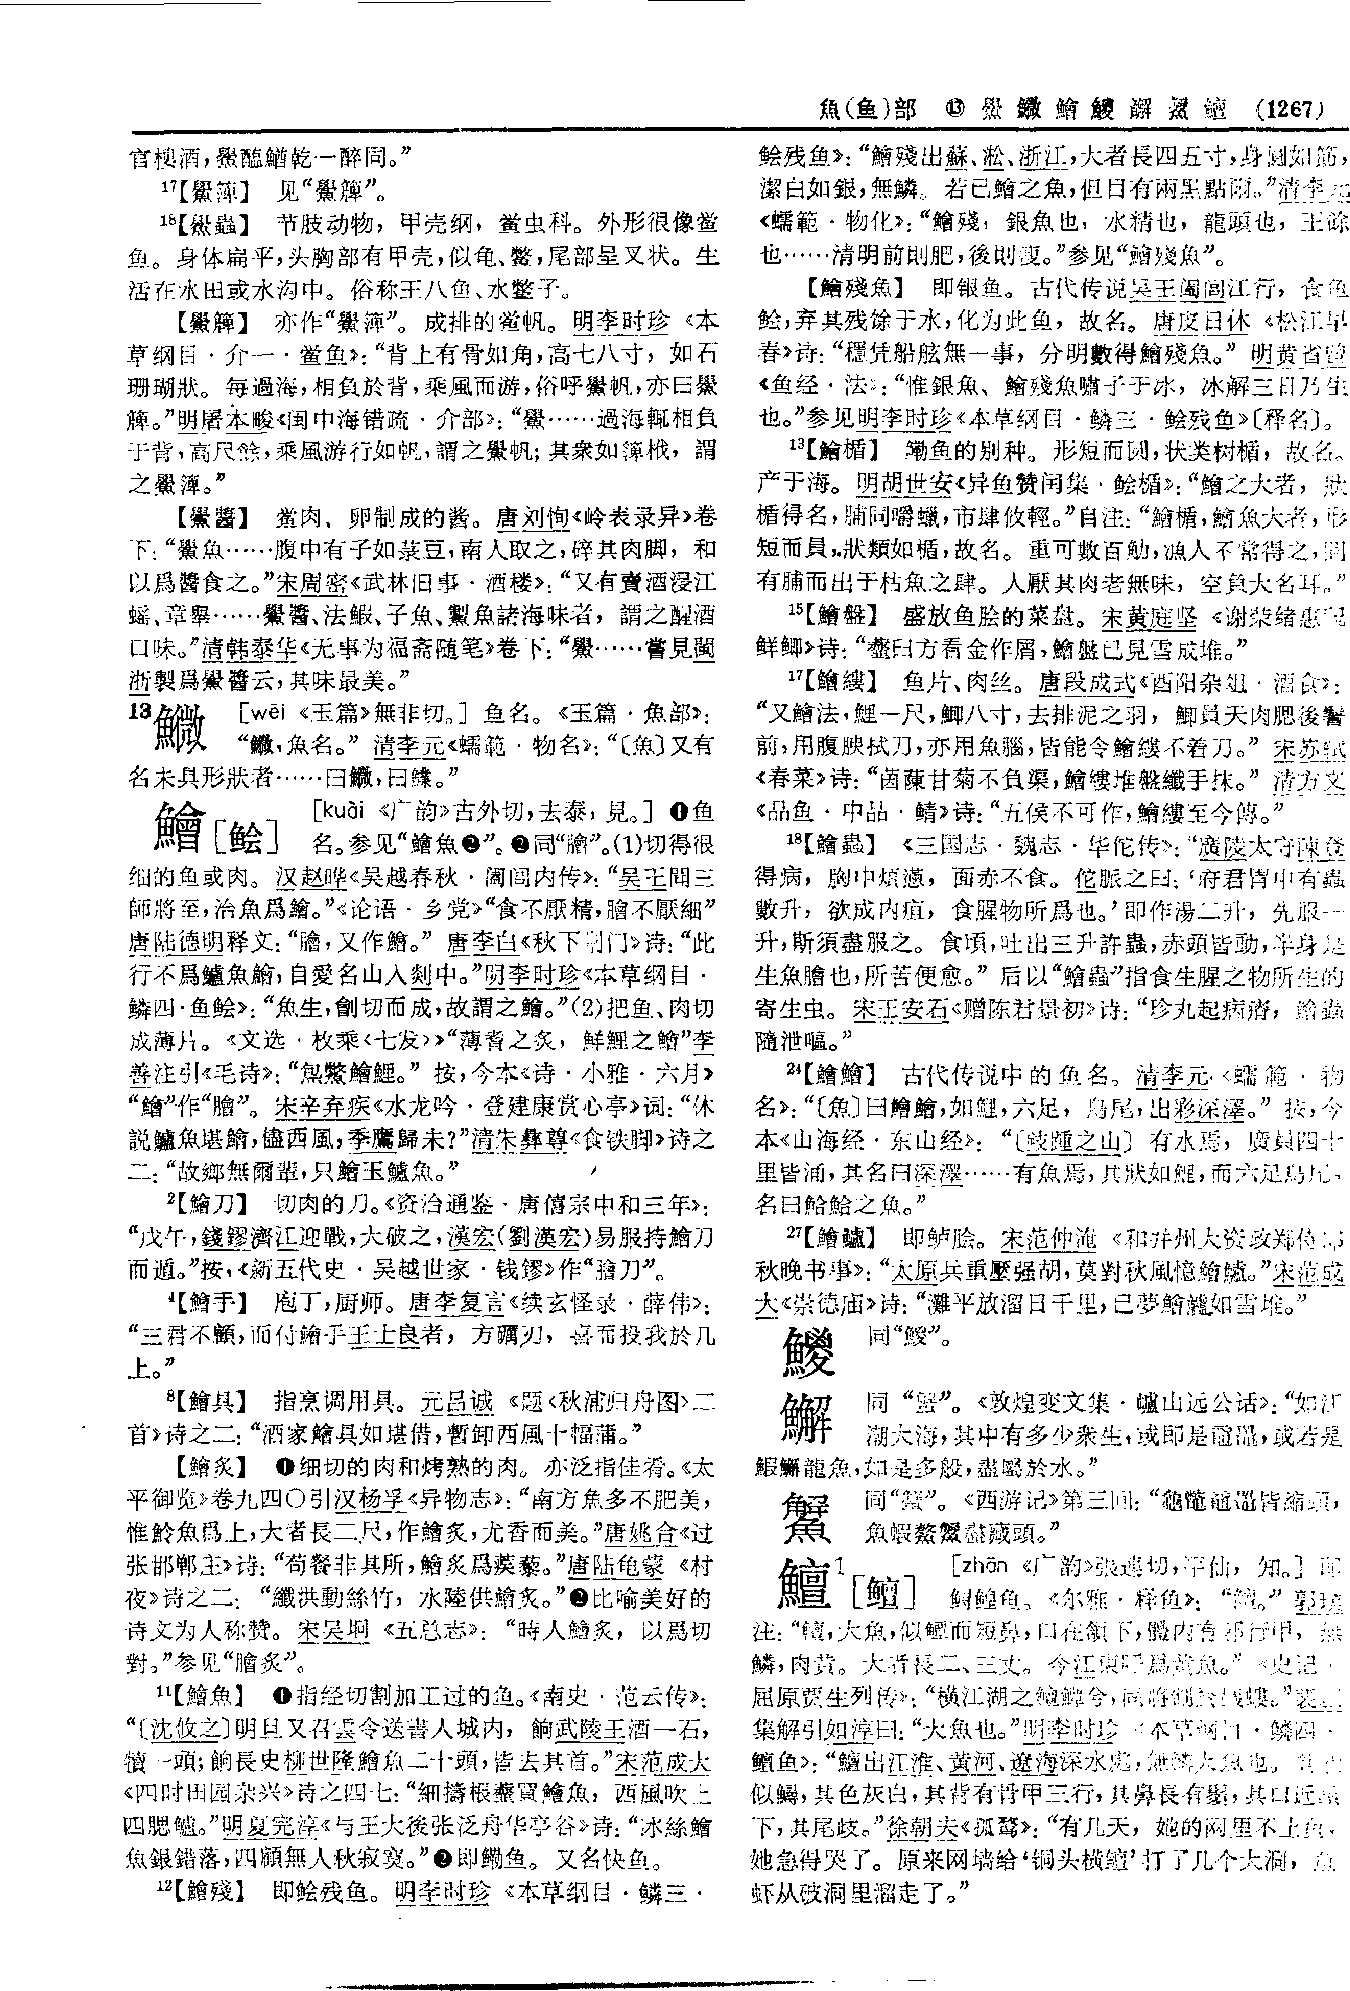 魚(鱼)部 ⑬ 鱟 䲁 鱠 鯼 鱟 鱣 (1267)
官樓酒，鱟醢鰌乾一醉同。”
17【鱟簰】 见“鱟簲”。
18【鱟蟲】 节肢动物，甲壳纲，鲎虫科。外形很像鲎
鱼。身体扁平，头胸部有甲壳，似龟、鳖，尾部呈叉状。生
活在水田或水沟中。俗称王八鱼、水鳖子。
【鱟簲】 亦作“鱟簰”。成排的鲎帆。明李时珍《本
草纲目·介一·鲎鱼》：“背上有骨如角，高七八寸，如石
珊瑚狀。每過海，相負於背，乘風而游，俗呼鱟帆，亦曰鱟
簲。”明屠本畯《闽中海错疏·介部》：“鱟……過海輒相負
于背，高尺餘，乘風游行如帆，謂之鱟帆；其衆如簰栰，謂
之鱟簰。”
【鱟醬】 鲎肉、卵制成的酱。唐刘恂《岭表录异》卷
下：“鱟魚……腹中有子如菉豆，南人取之，碎其肉脚，和
以爲醬食之。”宋周密《武林旧事·酒楼》：“又有賣酒浸江
瑶、章舉……鱟醬、法鰕、子魚、鮆魚諸海味者，謂之醒酒
口味。”清韩泰华《无事为福斋随笔》卷下：“鱟……嘗見閩
浙製爲鱟醬云，其味最美。”
13 [wēi 《玉篇》無非切。] 鱼名。《玉篇·魚部》：
魚名。” 清李元《蠕範·物名》：“〔魚〕又有
名未具形狀者……
鱠[鲙] [kuài 《广韵》古外切，去泰，見。] ❶鱼
名。参见“鱠魚❷”。❷同“膾”。(1)切得很
细的鱼或肉。汉赵晔《吴越春秋·阖闾内传》：“吴王聞三
師將至，治魚爲鱠。”《论语·乡党》“食不厭精，膾不厭細”
唐陆德明释文：“膾，又作鱠。” 唐李白《秋下荆门》诗：“此
行不爲鱸魚鱠，自愛名山入剡中。”明李时珍《本草纲目·
鳞四·鱼鲙》：“魚生，劊切而成，故謂之鱠。”(2)把鱼、肉切
成薄片。《文选·枚乘〈七发〉》“薄耆之炙，鮮鯉之鱠”李
善注引《毛诗》：“炰鱉鱠鯉。” 按，今本《诗·小雅·六月》
“鱠”作“膾”。宋辛弃疾《水龙吟·登建康赏心亭》词：“休
説鱸魚堪鱠，儘西風，季鷹歸未？”清朱彝尊《食铁脚》诗之
二：“故鄉無爾輩，只鱠玉鱸魚。”
2【鱠刀】 切肉的刀。《资治通鉴·唐僖宗中和三年》：
“戊午，錢鏐濟江迎戰，大破之，漢宏(劉漢宏)易服持鱠刀
而遁。”按，《新五代史·吴越世家·钱镠》作“膾刀”。
4【鱠手】 庖丁，厨师。唐李复言《续玄怪录·薛伟》：
“三君不顧，而付鱠手王士良者，方礪刃，喜而投我於几
上。”
8【鱠具】 指烹调用具。元吕诚《题〈秋浦归舟图〉二
首》诗之二：“酒家鱠具如堪借，暫卸西風十幅蒲。”
【鱠炙】 ❶细切的肉和烤熟的肉。亦泛指佳肴。《太
平御览》卷九四〇引汉杨孚《异物志》：“南方魚多不肥美，
惟魿魚爲上，大者長二尺，作鱠炙，尤香而美。”唐姚合《过
张邯郸庄》诗：“苟餐非其所，鱠炙爲蒺藜。”唐陆龟蒙《村
夜》诗之二：“纖洪動絲竹，水陸供鱠炙。”❷比喻美好的
诗文为人称赞。宋吴坰《五总志》：“時人鱠炙，以爲切
對。”参见“膾炙”。
11【鱠魚】 ❶指经切割加工过的鱼。《南史·范云传》：
“〔沈攸之〕明旦又召雲令送書入城内，餉武陵王酒一石，
犢一頭；餉長史柳世隆鱠魚二十頭，皆去其首。”宋范成大
《四时田园杂兴》诗之四七：“細擣棖虀買鱠魚，西風吹上
四腮鱸。”明夏完淳《与王大後张泛舟华亭谷》诗：“冰絲鱠
魚銀錯落，四顧無人秋寂寞。”❷即鳓鱼。又名快鱼。
12【鱠殘】 即鲙残鱼。明李时珍《本草纲目·鳞三·
鲙残鱼》：“鱠殘出蘇、淞、浙江，大者長四五寸，身圓如筯，
潔白如銀，無鱗。若已鱠之魚，但目有兩黑點爾。”清李元
《蠕範·物化》：“鱠殘，銀魚也，水精也，龍頭也，王餘
也……清明前則肥，後則瘦。”参见“鱠殘魚”。
【鱠殘魚】 即银鱼。古代传说吴王阖闾江行，食鱼
鲙，弃其残馀于水，化为此鱼，故名。唐皮日休《松江早
春》诗：“穩凭船舷無一事，分明數得鱠殘魚。” 明黄省曾
《鱼经·法》：“惟銀魚、鱠殘魚嘯子于冰，冰解三日乃生
也。”参见明李时珍《本草纲目·鳞三·鲙残鱼》〔释名〕。
13【鱠楯】 鳓鱼的别种。形短而圆，状类树楯，故名。
产于海。明胡世安《异鱼赞闰集·鲙楯》：“鱠之大者，狀
楯得名，脯同嚼蠟，市肆攸輕。”自注：“鱠楯，鱠魚大者，形
短而員，狀類如楯，故名。重可數百觔，漁人不常得之，間
有脯而出于枯魚之肆。人厭其肉老無味，空負大名耳。”
15【鱠盤】 盛放鱼脍的菜盘。宋黄庭坚《谢荣绪惠
鲜鲫》诗：“虀臼方看金作屑，鱠盤已見雪成堆。”
17【鱠縷】 鱼片、肉丝。唐段成式《酉阳杂俎·酒食》：
“又鱠法，鯉一尺，鯽八寸，去排泥之羽，鯽員天肉腮後鬐
前，用腹腴拭刀，亦用魚腦，皆能令鱠縷不着刀。” 宋苏轼
《春菜》诗：“茵蔯甘菊不負渠，鱠縷堆盤纖手抹。” 清方文
《品鱼·中品·鲭》诗：“五侯不可作，鱠縷至今傳。”
18【鱠蟲】 《三国志·魏志·华佗传》：“廣陵太守陳登
得病，胸中煩懣，面赤不食。佗脈之曰：‘府君胃中有蟲
數升，欲成内疽，食腥物所爲也。’即作湯二升，先服一
升，斯須盡服之。食頃，吐出三升許蟲，赤頭皆動，半身是
生魚膾也，所苦便愈。” 后以“鱠蟲”指食生腥之物所生的
寄生虫。宋王安石《赠陈君景初》诗：“珍丸起病瘠，鱠蟲
隨泄嘔。”
24【鱠鱠】 古代传说中的鱼名。清李元《蠕範·物
名》：“〔魚〕曰鱠鱠，如鯉，六足，鳥尾，出彩深澤。” 按，今
本《山海经·东山经》：“〔跂踵之山〕有水焉，廣員四十
里皆涌，其名曰深澤……有魚焉，其狀如鯉，而六足鳥尾，
名曰鮯鮯之魚。”
27【鱠鱸】 即鲈脍。宋范仲淹《和并州大资政郑侍郎
秋晚书事》：“太原兵重壓强胡，莫對秋風憶鱠鱸。”宋范成
大《崇德庙》诗：“灘平放溜日千里，已夢鱠鱸如雪堆。”
鯼 同“鯼”。
同“蟹”。《敦煌变文集·廬山远公话》：“如江
潮大海，其中有多少衆生，或即是黿鼉，或若是
龍魚，如是多般，盡屬於水。”
同“蟹”。《西游记》第三回：“龜鼈黿鼉皆縮頸，
魚蝦鰲蟹盡藏頭。”
鱣1[鳣] [zhān 《广韵》張連切，平仙，知。] 即
鲟鳇鱼。《尔雅·释鱼》：“鱣。” 郭璞
注：“鱣，大魚，似鱏而短鼻，口在頷下，體内有邪行甲，無
鱗，肉黄。大者長二、三丈。今江東呼爲黄魚。” 《史记·
屈原贾生列传》：“横江湖之鱣鱏兮，固將制於蟻螻。”裴駰
集解引如淳曰：“大魚也。”明李时珍《本草纲目·鳞四·
鳣鱼》：“鱣出江淮、黄河、遼海深水處，無鱗大魚也。其狀
似鱘，其色灰白，其背有骨甲三行，其鼻長有鬚，其口近頷
下，其尾歧。”徐朝夫《孤鹜》：“有几天，她的网里不上鱼，
她急得哭了。原来网墙给‘铜头横鳣’打了几个大洞，鱼
虾从破洞里溜走了。”